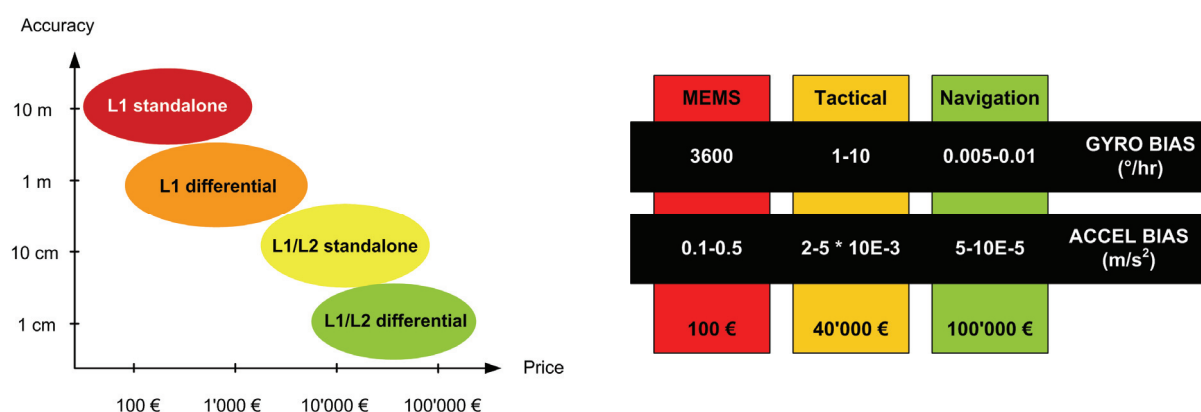 Accuracy
10 m
L1 standalone
1 m
L1 differential
10 cm
L1/L2 standalone
1 cm
L1/L2 differential
Price
100 € 1'000 € 10'000 € 100'000 €
MEMS Tactical Navigation
3600 1-10 0.005-0.01 GYRO BIAS
(°/hr)
0.1-0.5 2-5 * 10E-3 5-10E-5 ACCEL BIAS
(m/s²)
100 € 40'000 € 100'000 €